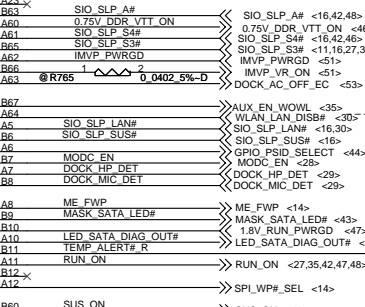 A23
B63 SIO_SLP_A# SIO_SLP_A# <16,42,48>
A60 0.75V_DDR_VTT_ON 0.75V_DDR_VTT_ON <46
A61 SIO_SLP_S4# SIO_SLP_S4# <16,42,46>
B65 SIO_SLP_S3# SIO_SLP_S3# <11,16,27,3
A62 IMVP_PWRGD IMVP_PWRGD <51>
B66 1 2 IMVP_VR_ON <51>
A63 @R765 0_0402_5%~D DOCK_AC_OFF_EC <53>
B67 AUX_EN_WOWL <35>
A64 WLAN_LAN_DISB# <30>
A5 SIO_SLP_LAN# SIO_SLP_LAN# <16,30>
B6 SIO_SLP_SUS# SIO_SLP_SUS# <16>
A6 GPIO_PSID_SELECT <44>
B7 MODC_EN MODC_EN <28>
A7 DOCK_HP_DET DOCK_HP_DET <29>
B8 DOCK_MIC_DET DOCK_MIC_DET <29>
A8 ME_FWP ME_FWP <14>
B9 MASK_SATA_LED# MASK_SATA_LED# <43>
B10 1.8V_RUN_PWRGD <47>
A10 LED_SATA_DIAG_OUT# LED_SATA_DIAG_OUT# <
B11 TEMP_ALERT#_R
A11 RUN_ON RUN_ON <27,35,42,47,48>
B12
A12 SPI_WP#_SEL <14>
B60 SUS_ON